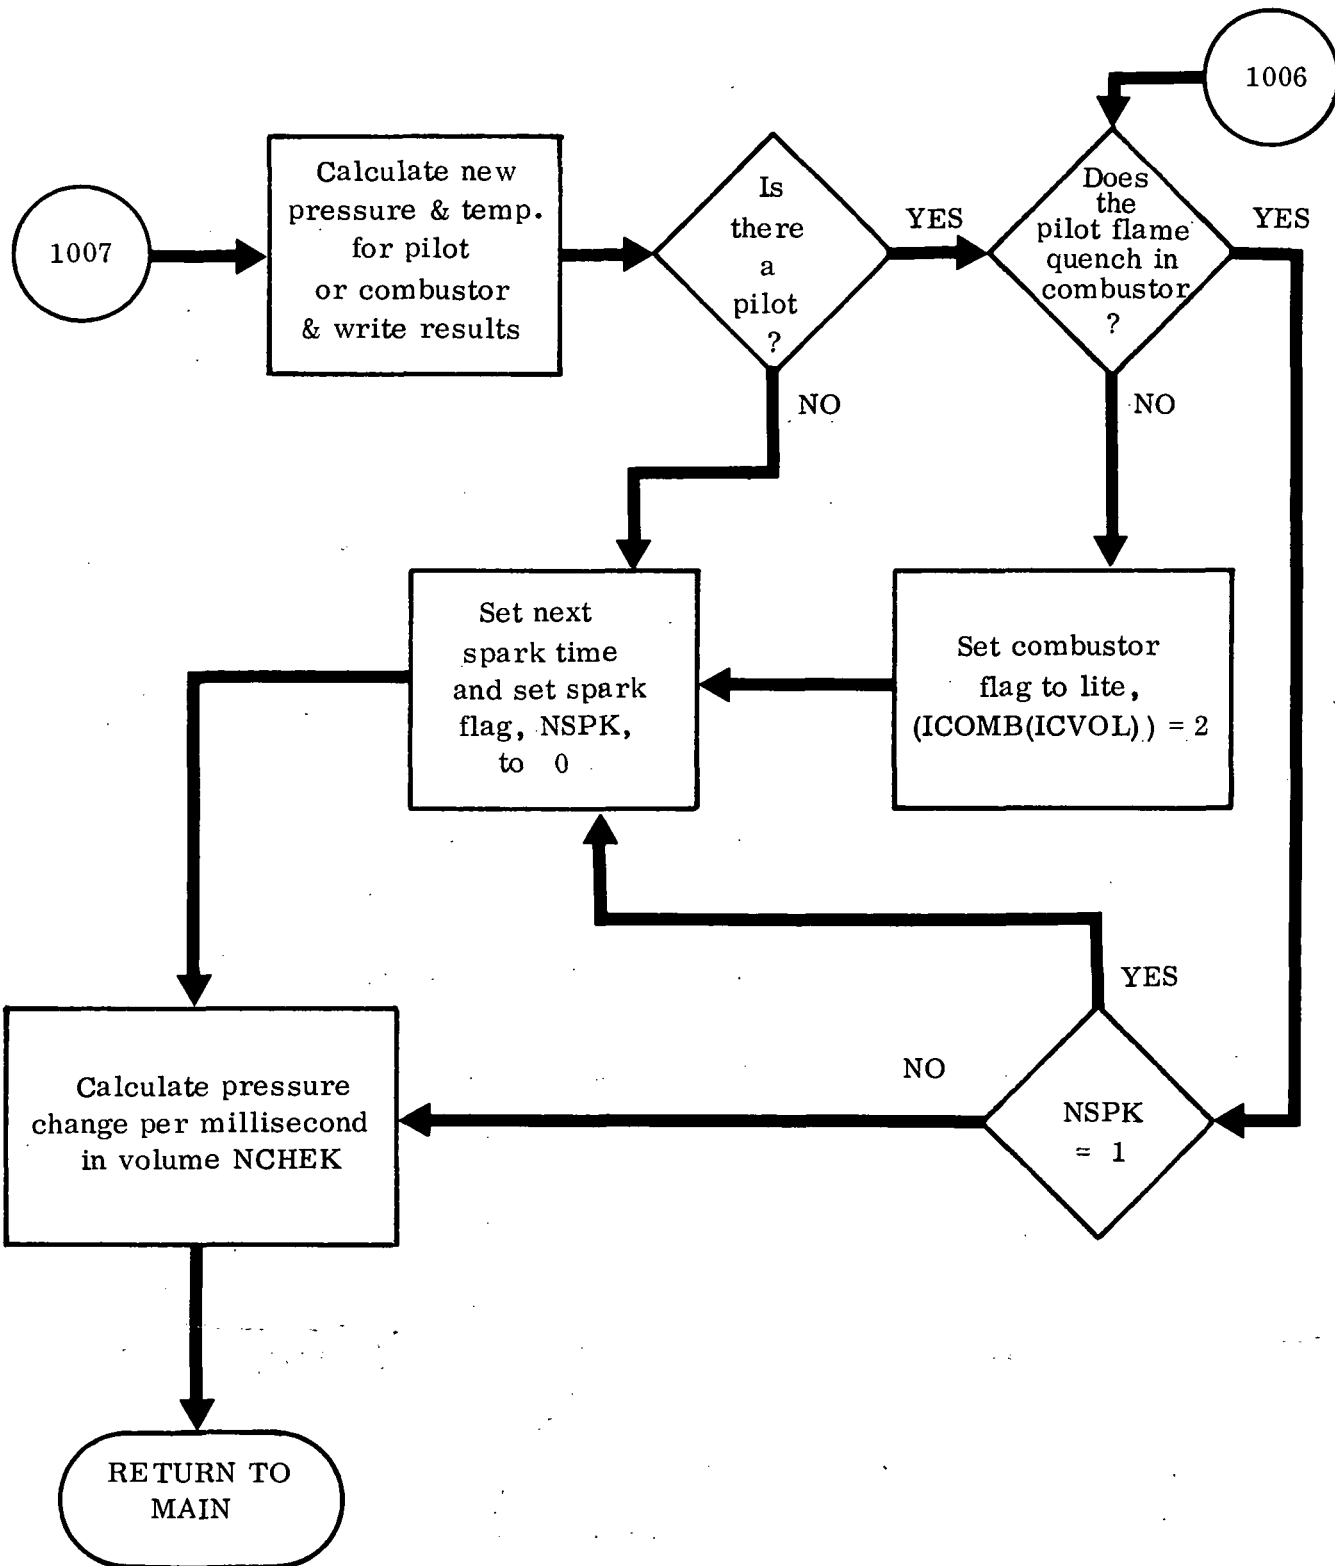 1006
1007
Calculate new
pressure & temp.
for pilot
or combustor
& write results
Is
there
a
pilot
?
YES
Does
the
pilot flame
quench in
combustor
?
YES
NO
NO
Set next
spark time
and set spark
flag, NSPK,
to 0
Set combustor
flag to lite,
(ICOMB(ICVOL)) = 2
YES
NO
NSPK
= 1
Calculate pressure
change per millisecond
in volume NCHEK
RETURN TO
MAIN